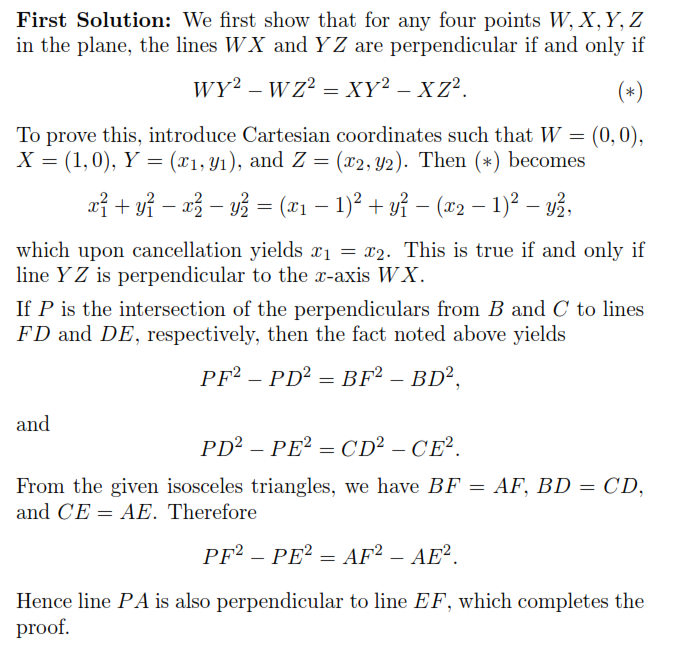 First Solution: We first show that for any four points W, X, Y, Z
in the plane, the lines WX and YZ are perpendicular if and only if
WY² − WZ² = XY² − XZ². (∗)
To prove this, introduce Cartesian coordinates such that W = (0, 0),
X = (1, 0), Y = (x₁, y₁), and Z = (x₂, y₂). Then (∗) becomes
x₁² + y₁² − x₂² − y₂² = (x₁ − 1)² + y₁² − (x₂ − 1)² − y₂²,
which upon cancellation yields x₁ = x₂. This is true if and only if
line YZ is perpendicular to the x-axis WX.
If P is the intersection of the perpendiculars from B and C to lines
FD and DE, respectively, then the fact noted above yields
PF² − PD² = BF² − BD²,
and
PD² − PE² = CD² − CE².
From the given isosceles triangles, we have BF = AF, BD = CD,
and CE = AE. Therefore
PF² − PE² = AF² − AE².
Hence line PA is also perpendicular to line EF, which completes the
proof.